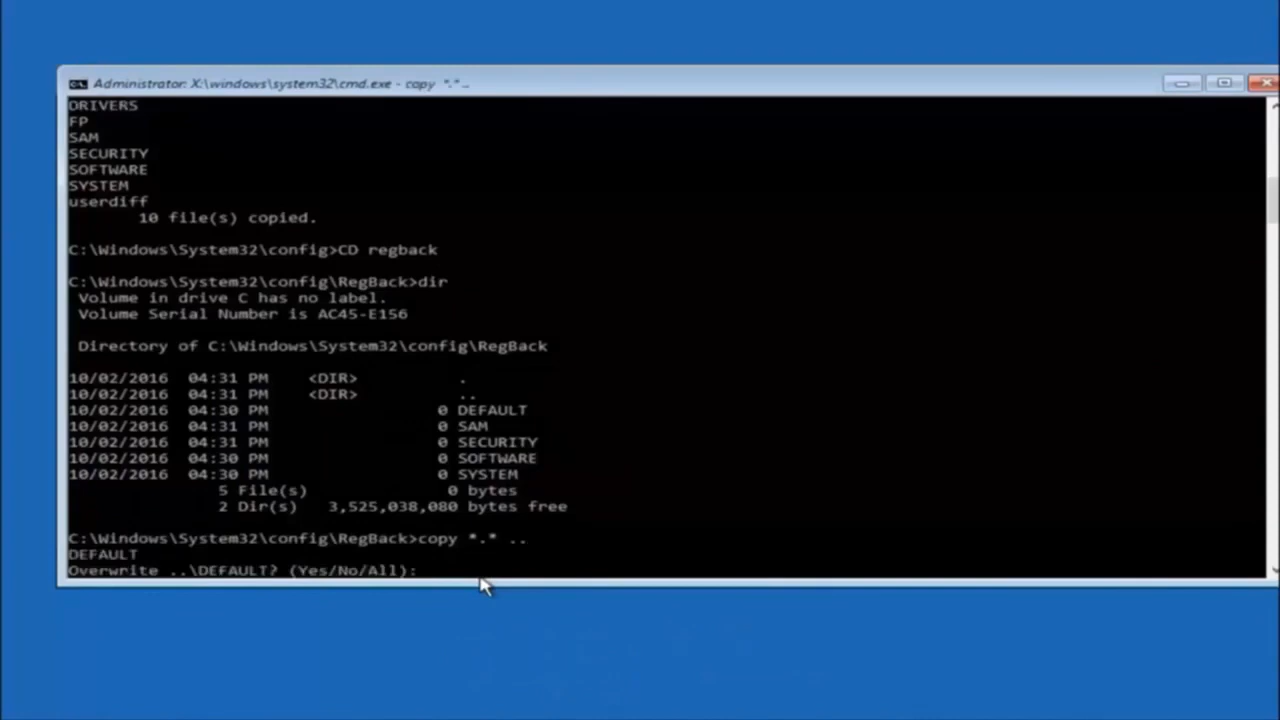 Administrator: X:\windows\system32\cmd.exe - copy *.* ..
DRIVERS
FP
SAM
SECURITY
SOFTWARE
SYSTEM
userdiff
10 file(s) copied.
C:\Windows\System32\config>CD regback
C:\Windows\System32\config\RegBack>dir
Volume in drive C has no label.
Volume Serial Number is AC45-E156
Directory of C:\Windows\System32\config\RegBack
10/02/2016 04:31 PM <DIR> .
10/02/2016 04:31 PM <DIR> ..
10/02/2016 04:30 PM 0 DEFAULT
10/02/2016 04:31 PM 0 SAM
10/02/2016 04:31 PM 0 SECURITY
10/02/2016 04:30 PM 0 SOFTWARE
10/02/2016 04:30 PM 0 SYSTEM
5 File(s) 0 bytes
2 Dir(s) 3,525,038,080 bytes free
C:\Windows\System32\config\RegBack>copy *.* ..
DEFAULT
Overwrite ..\DEFAULT? (Yes/No/All):